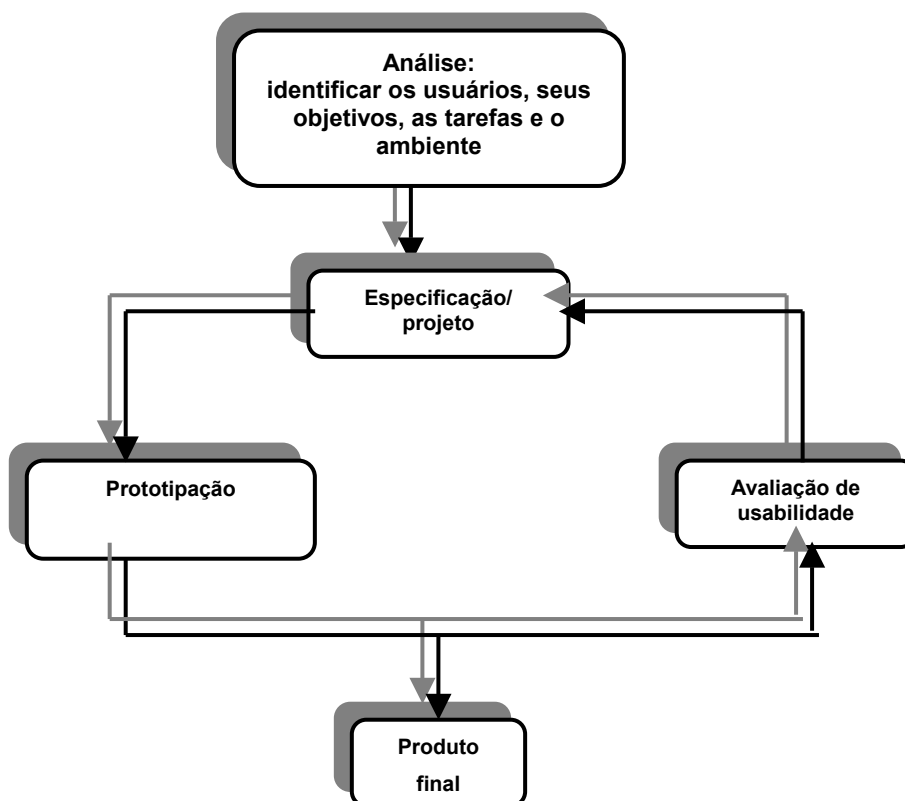 Análise:
identificar os usuários, seus
objetivos, as tarefas e o
ambiente
Especificação/
projeto
Prototipação
Avaliação de
usabilidade
Produto
final